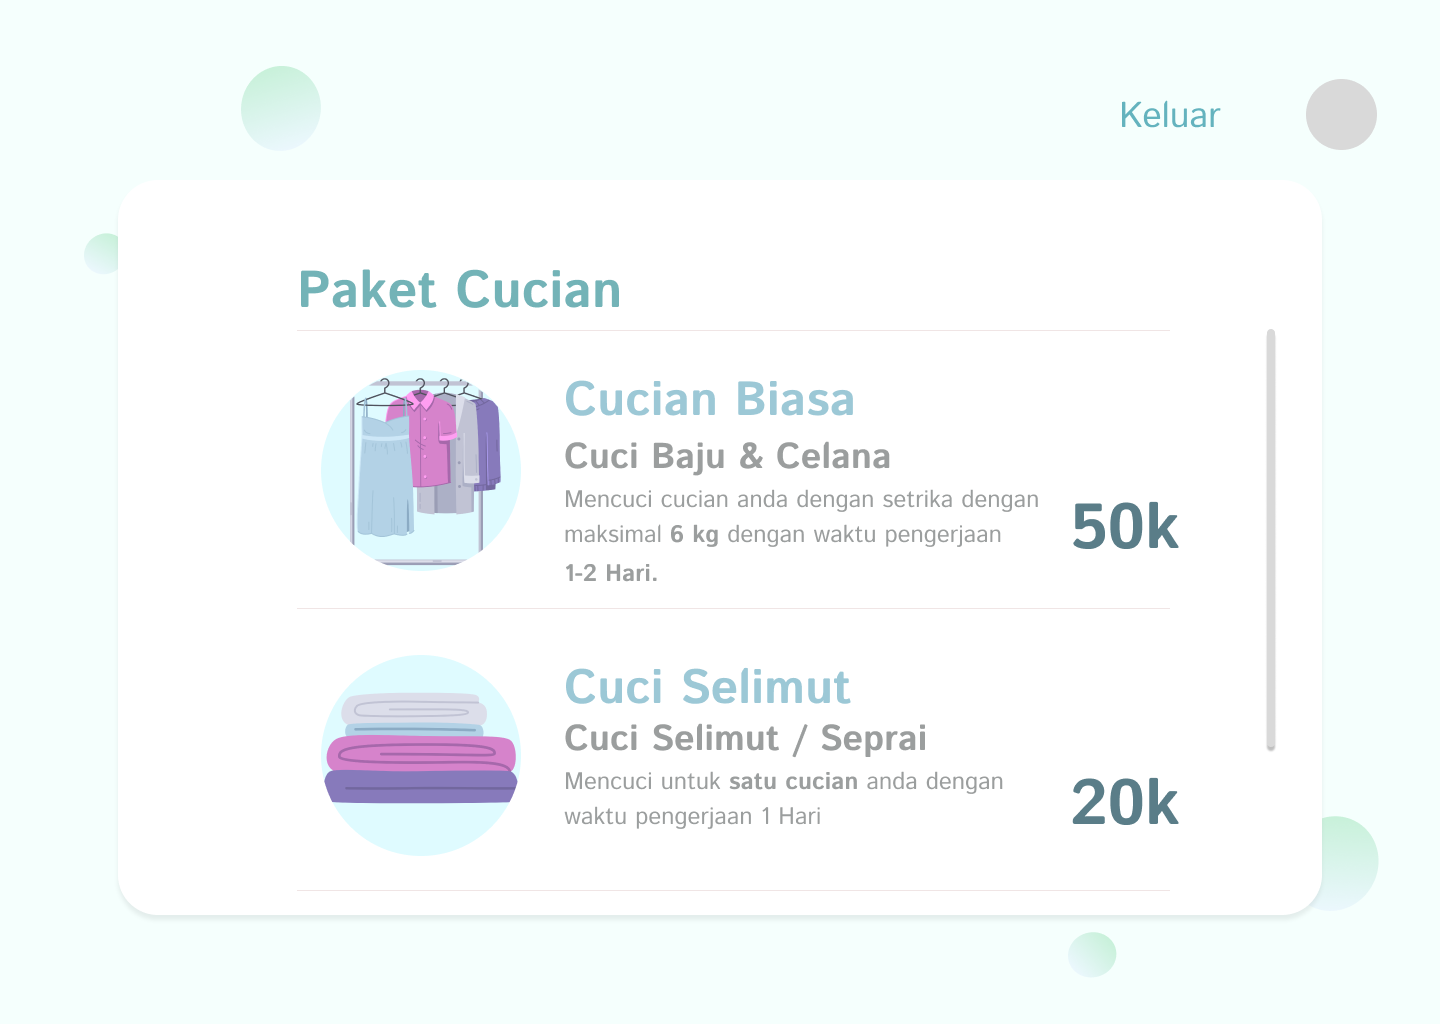 Keluar
Paket Cucian
Cucian Biasa
Cuci Baju & Celana
Mencuci cucian anda dengan setrika dengan
maksimal 6 kg dengan waktu pengerjaan
1-2 Hari.
50k
Cuci Selimut
Cuci Selimut / Seprai
Mencuci untuk satu cucian anda dengan
waktu pengerjaan 1 Hari
20k